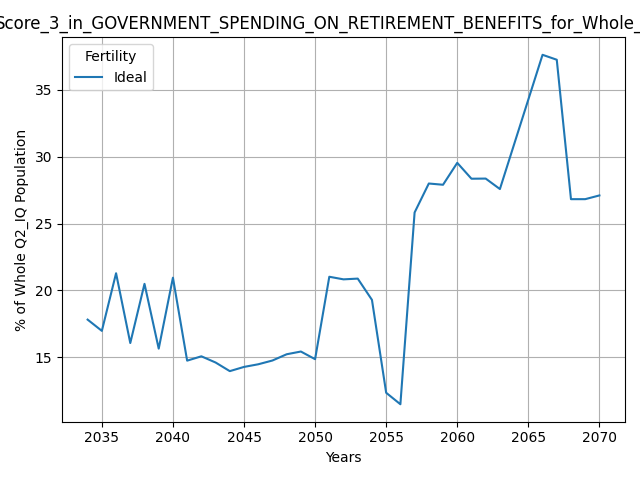 Score_3_in_GOVERNMENT_SPENDING_ON_RETIREMENT_BENEFITS_for_Whole_
Fertility
Ideal
% of Whole Q2_IQ Population
35
30
25
20
15
2035 2040 2045 2050 2055 2060 2065 2070
Years